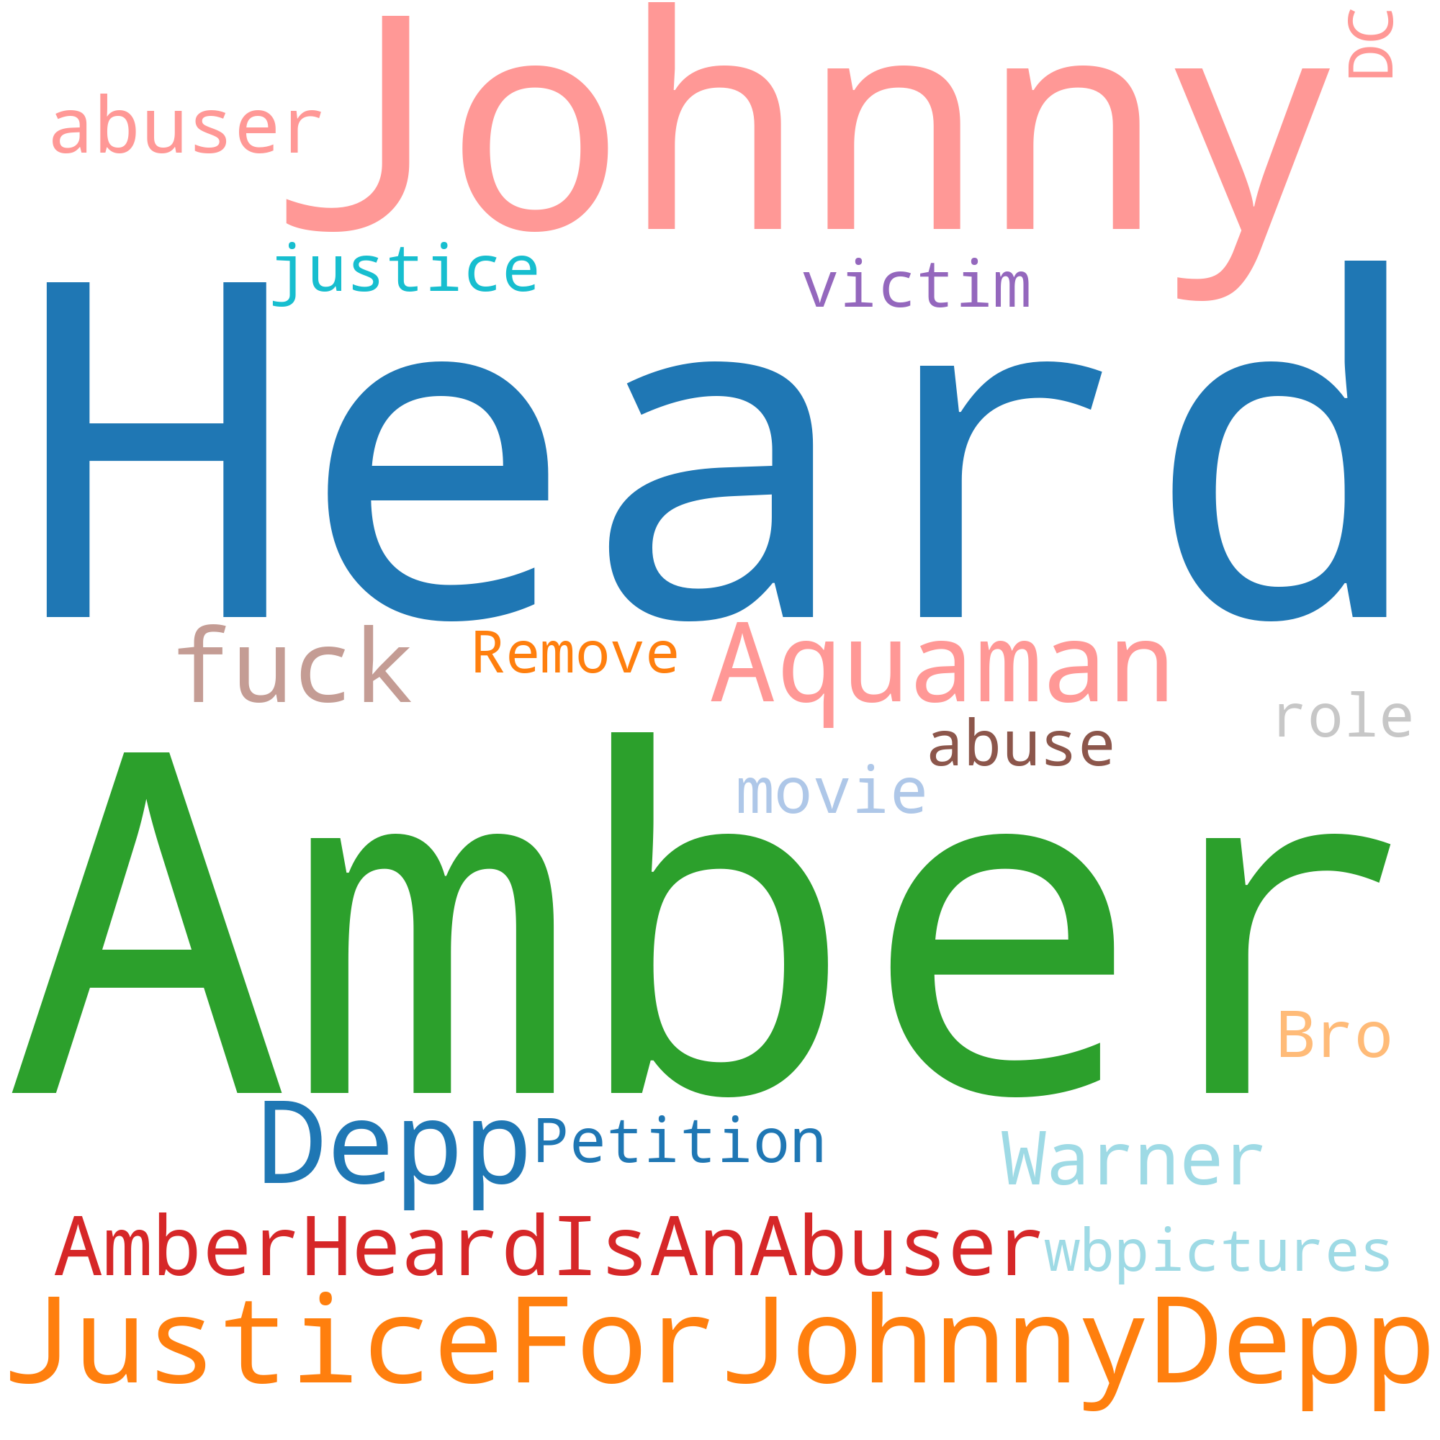 Johnny
DC
abuser
justice
victim
Heard
fuck
Remove
Aquaman
role
abuse
movie
Amber
Bro
Depp
Petition
Warner
AmberHeardIsAnAbuser
wbpictures
JusticeForJohnnyDepp